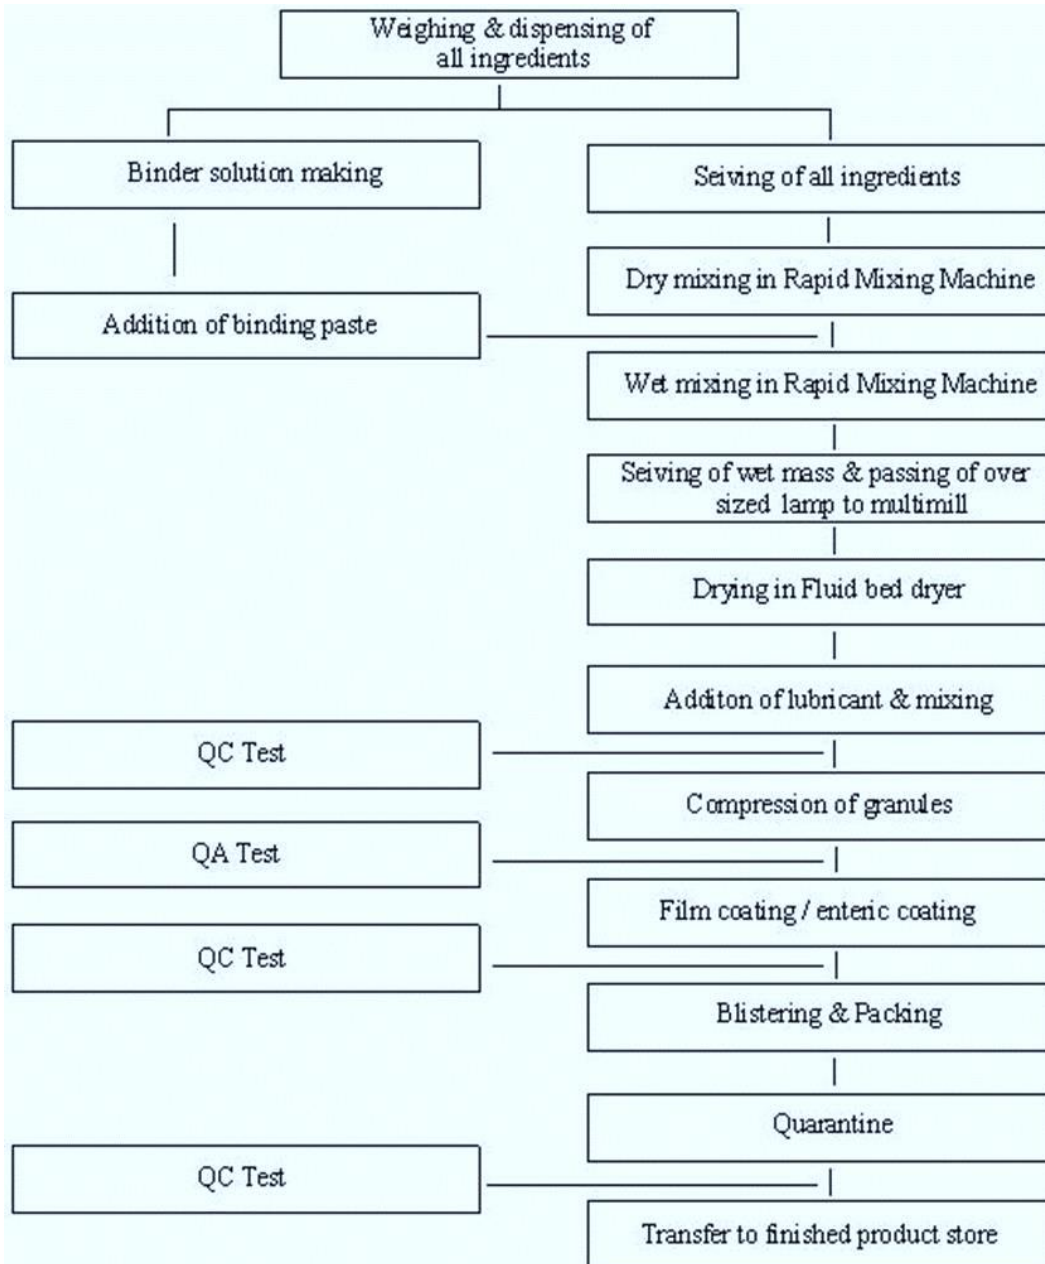 Weighing & dispensing of
all ingredients
Binder solution making
Seiving of all ingredients
Dry mixing in Rapid Mixing Machine
Addition of binding paste
Wet mixing in Rapid Mixing Machine
Seiving of wet mass & passing of over
sized lamp to multimill
Drying in Fluid bed dryer
Additon of lubricant & mixing
QC Test
Compression of granules
QA Test
Film coating / enteric coating
QC Test
Blistering & Packing
Quarantine
QC Test
Transfer to finished product store